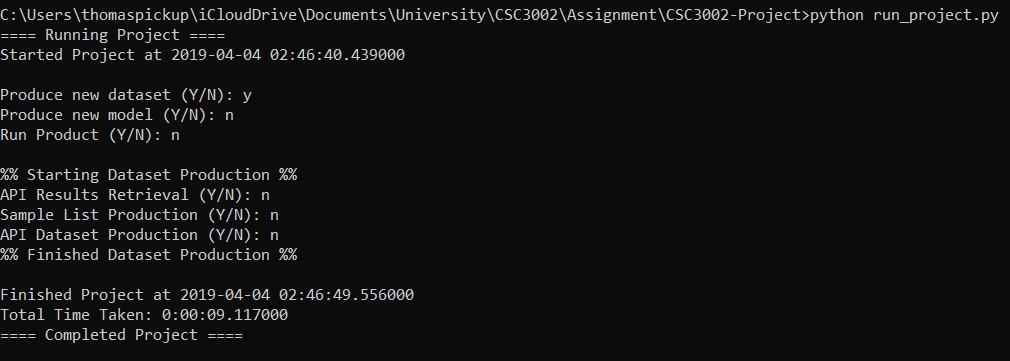 C:\Users\thomaspickup\iCloudDrive\Documents\University\CSC3002\Assignment\CSC3002-Project>python run_project.py
==== Running Project ====
Started Project at 2019-04-04 02:46:40.439000
Produce new dataset (Y/N): y
Produce new model (Y/N): n
Run Product (Y/N): n
%% Starting Dataset Production %%
API Results Retrieval (Y/N): n
Sample List Production (Y/N): n
API Dataset Production (Y/N): n
%% Finished Dataset Production %%
Finished Project at 2019-04-04 02:46:49.556000
Total Time Taken: 0:00:09.117000
==== Completed Project ====